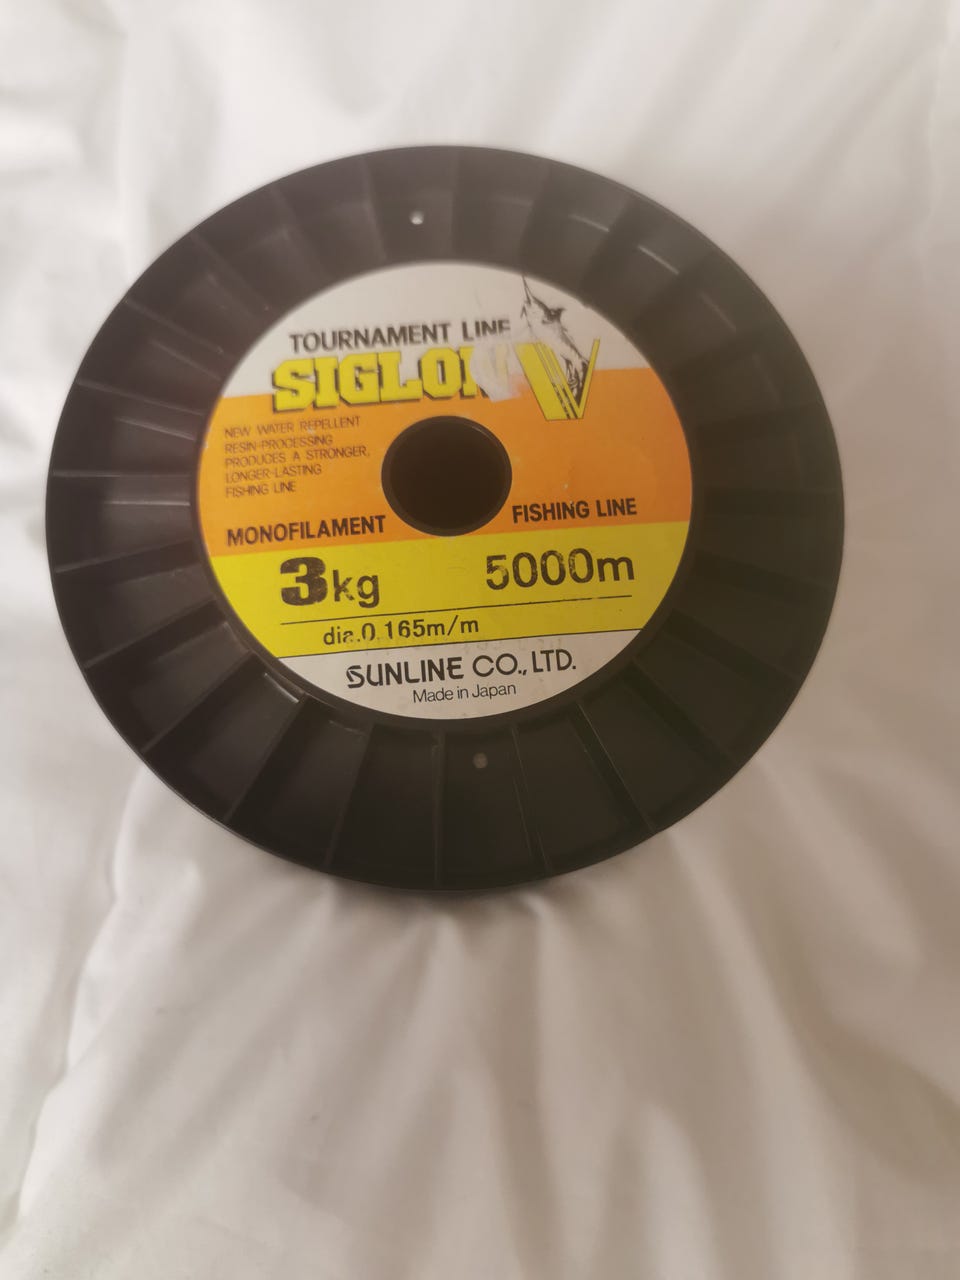 TOURNAMENT LINE
SIGLON V
NEW WATER REPELLENT
RESIN-PROCESSING
PRODUCES A STRONGER,
LONGER-LASTING
FISHING LINE
MONOFILAMENT
FISHING LINE
3kg
5000m
dia.0.165m/m
SUNLINE CO., LTD.
Made in Japan